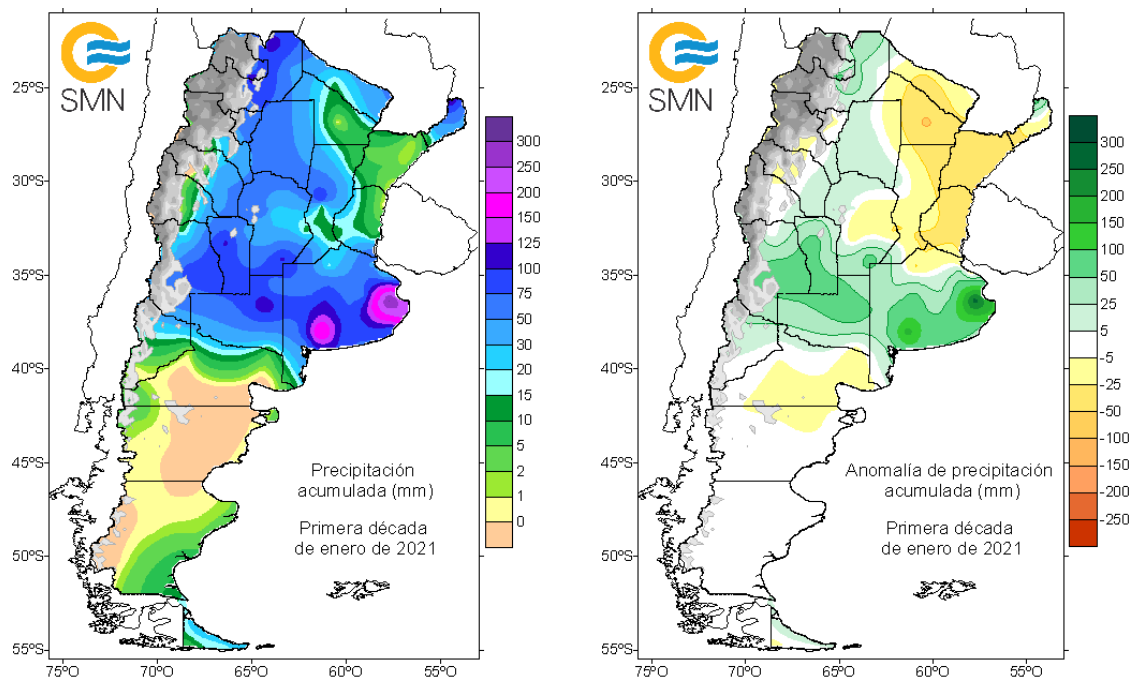 SMN
25ºS
30ºS
35ºS
40ºS
45ºS
50ºS
55ºS
75ºO
70ºO
65ºO
60ºO
55ºO
300
250
200
150
100
75
50
30
20
15
10
5
2
1
0
Precipitación
acumulada (mm)
Primera década
de enero de 2021
SMN
25ºS
30ºS
35ºS
40ºS
45ºS
50ºS
55ºS
75ºO
70ºO
65ºO
60ºO
55ºO
300
250
200
150
100
50
25
5
-5
-25
-50
-100
-150
-200
-250
Anomalía de precipitación
acumulada (mm)
Primera década
de enero de 2021